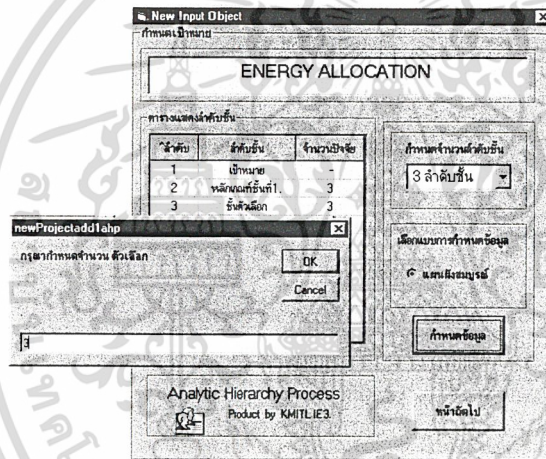 New Input Object
กำหนดเป้าหมาย
ENERGY ALLOCATION
ตารางแสดงลำดับชั้น
ลำดับ ลำดับชั้น จำนวนปัจจัย
1 เป้าหมาย -
2 หลักเกณฑ์ชั้นที่1. 3
3 ชั้นตัวเลือก 3
กำหนดจำนวนลำดับชั้น
3 ลำดับชั้น
newProjectadd1ahp
กรุณากำหนดจำนวน ตัวเลือก
OK
Cancel
3
เลือกแบบการกำหนดข้อมูล
แผนผังสมบูรณ์
กำหนดข้อมูล
Analytic Hierarchy Process
Product by KMITL IE3.
หน้าถัดไป